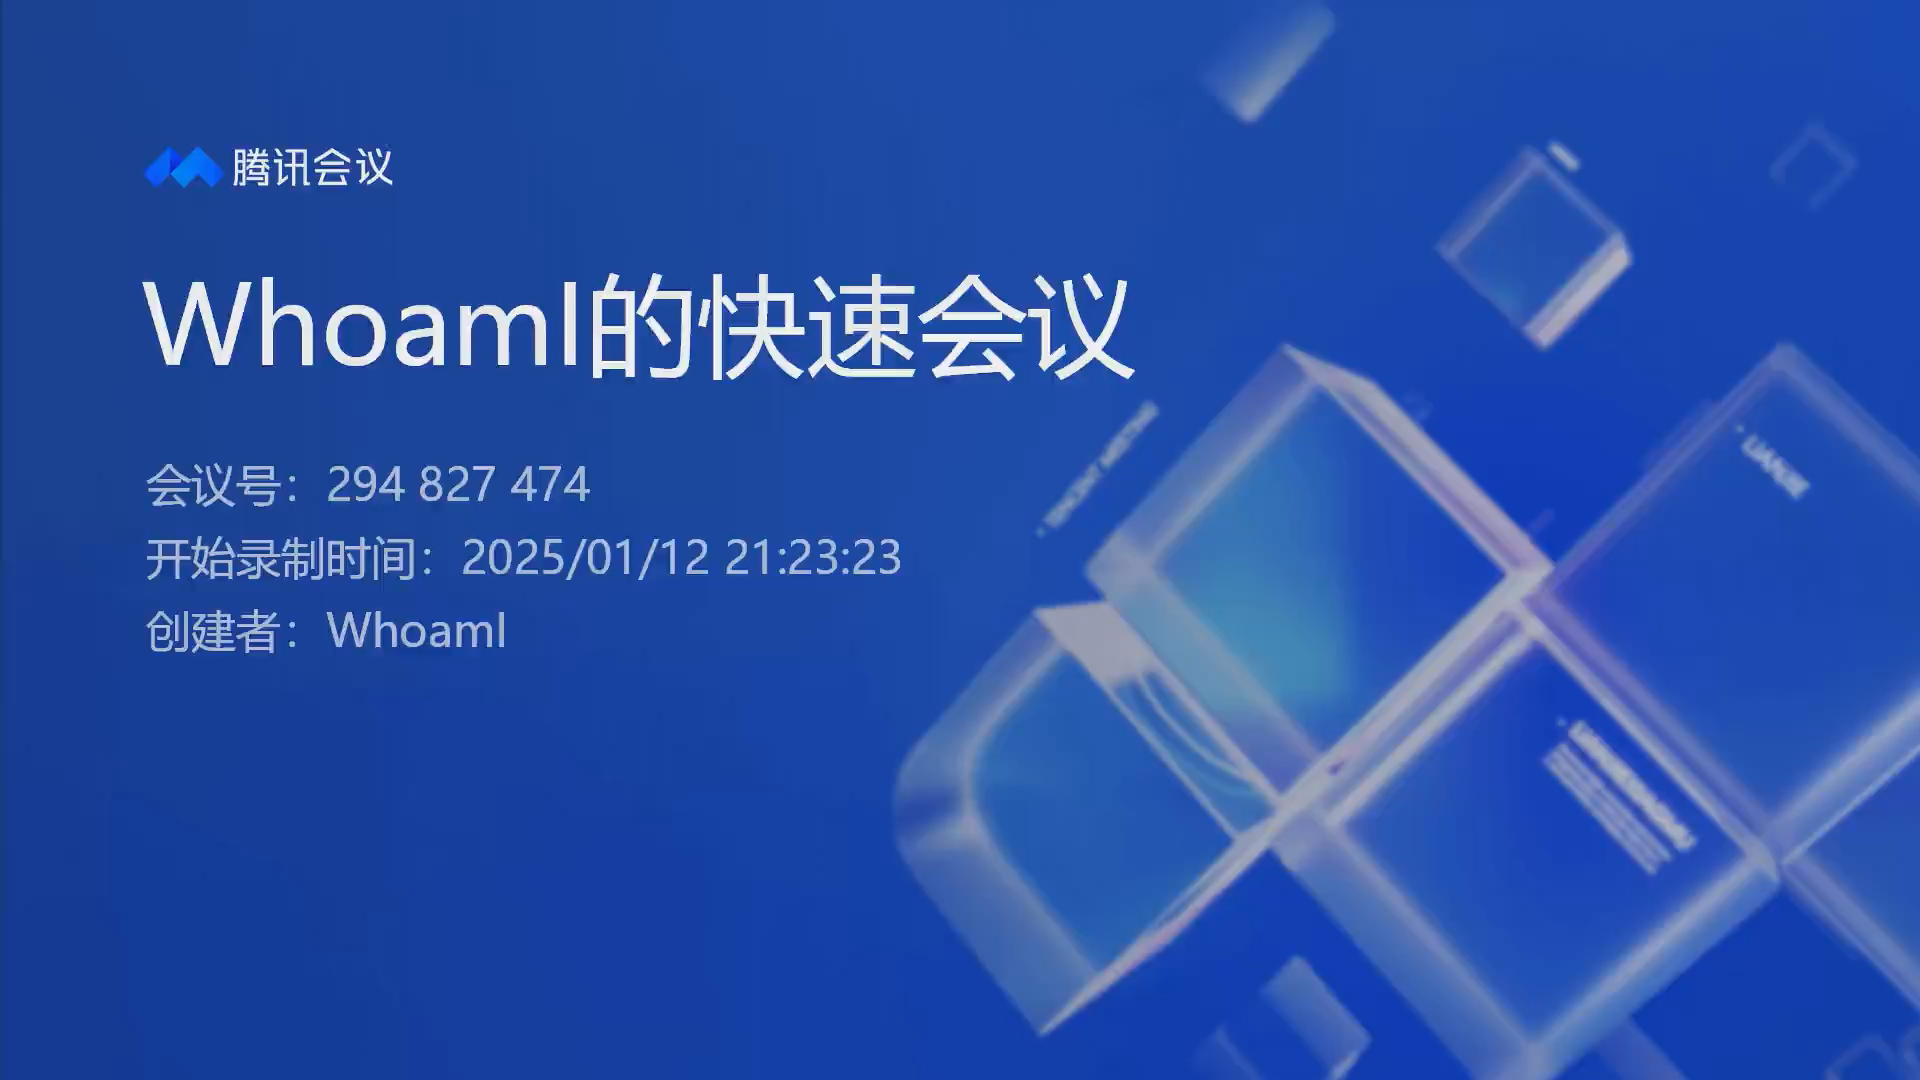 腾讯会议
WhoamI的快速会议
会议号：294 827 474
开始录制时间：2025/01/12 21:23:23
创建者：WhoamI